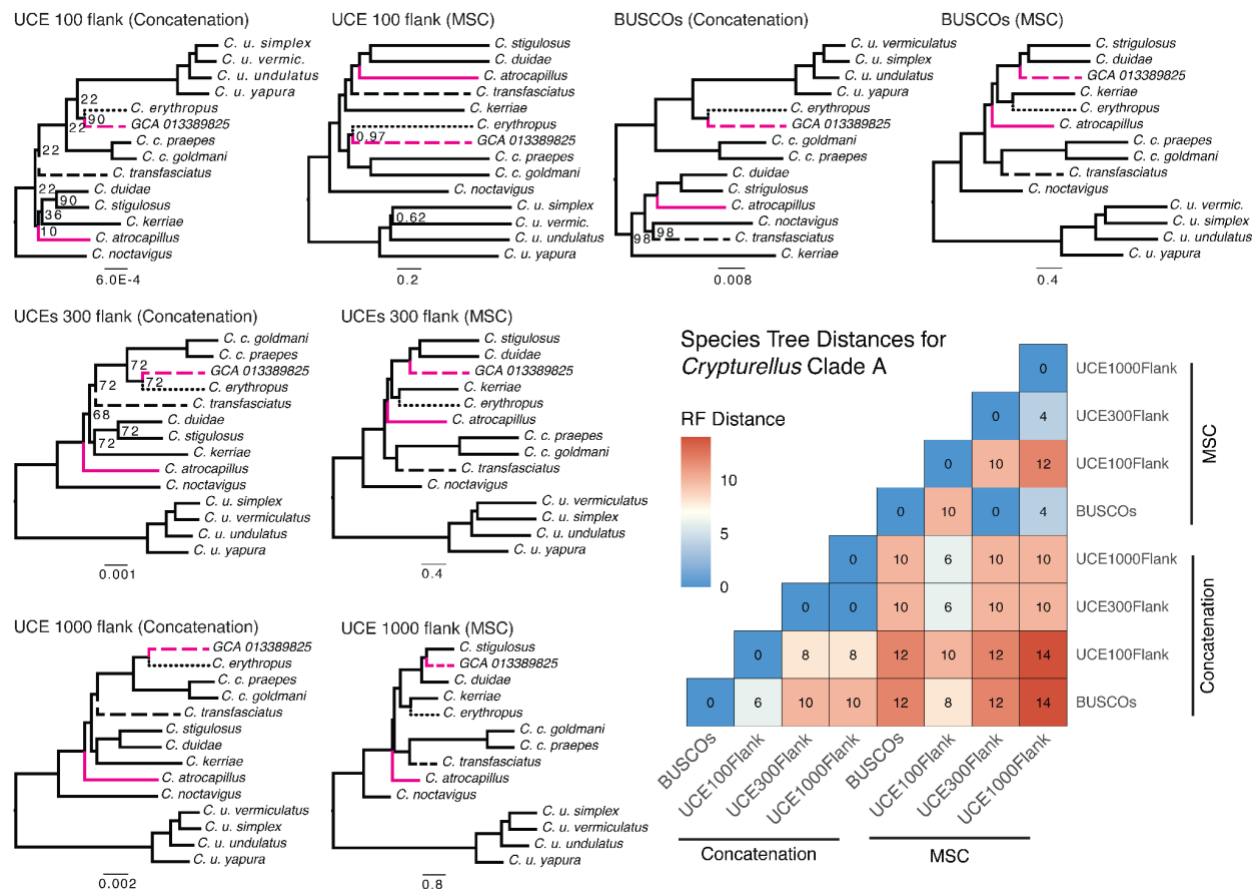 UCE 100 flank (Concatenation)
C. u. simplex
C. u. vermic.
C. u. undulatus
C. u. yapura
22
C. erythropus
90
GCA 013389825
22
C. c. praepes
22
C. c. goldmani
C. transfasciatus
22
C. duidae
90
C. stigulosus
36
C. kerriae
10
C. atrocapillus
C. noctavigus
6.0E-4
UCE 100 flank (MSC)
C. stigulosus
C. duidae
C. atrocapillus
C. transfasciatus
C. kerriae
C. erythropus
0.97
GCA 013389825
C. c. praepes
C. c. goldmani
C. noctavigus
C. u. simplex
0.62
C. u. vermic.
C. u. undulatus
C. u. yapura
0.2
BUSCOs (Concatenation)
C. u. vermiculatus
C. u. simplex
C. u. undulatus
C. u. yapura
C. erythropus
GCA 013389825
C. c. goldmani
C. c. praepes
C. duidae
C. strigulosus
C. atrocapillus
C. noctavigus
98
98
C. transfasciatus
C. kerriae
0.008
BUSCOs (MSC)
C. strigulosus
C. duidae
GCA 013389825
C. kerriae
C. erythropus
C. atrocapillus
C. c. praepes
C. c. goldmani
C. transfasciatus
C. noctavigus
C. u. vermic.
C. u. simplex
C. u. undulatus
C. u. yapura
0.4
UCEs 300 flank (Concatenation)
C. c. goldmani
C. c. praepes
72
GCA 013389825
72
72
C. erythropus
C. transfasciatus
68
C. duidae
72
C. stigulosus
72
C. kerriae
C. atrocapillus
C. noctavigus
C. u. simplex
C. u. vermiculatus
C. u. undulatus
C. u. yapura
0.001
UCEs 300 flank (MSC)
C. stigulosus
C. duidae
GCA 013389825
C. kerriae
C. erythropus
C. atrocapillus
C. c. praepes
C. c. goldmani
C. transfasciatus
C. noctavigus
C. u. vermiculatus
C. u. simplex
C. u. undulatus
C. u. yapura
0.4
UCE 1000 flank (Concatenation)
GCA 013389825
C. erythropus
C. c. praepes
C. c. goldmani
C. transfasciatus
C. stigulosus
C. duidae
C. kerriae
C. atrocapillus
C. noctavigus
C. u. vermiculatus
C. u. simplex
C. u. undulatus
C. u. yapura
0.002
UCE 1000 flank (MSC)
C. stigulosus
GCA 013389825
C. duidae
C. kerriae
C. erythropus
C. c. goldmani
C. c. praepes
C. transfasciatus
C. atrocapillus
C. noctavigus
C. u. simplex
C. u. vermiculatus
C. u. undulatus
C. u. yapura
0.8
Species Tree Distances for
Crypturellus Clade A
RF Distance
10
5
0
0 UCE1000Flank
0 4 UCE300Flank
0 10 12 UCE100Flank
0 10 0 4 BUSCOs
0 10 6 10 10 UCE1000Flank
0 0 10 6 10 10 UCE300Flank
0 8 8 12 10 12 14 UCE100Flank
0 6 10 10 12 8 12 14 BUSCOs
MSC
Concatenation
BUSCOs
UCE100Flank
UCE300Flank
UCE1000Flank
BUSCOs
UCE100Flank
UCE300Flank
UCE1000Flank
Concatenation
MSC